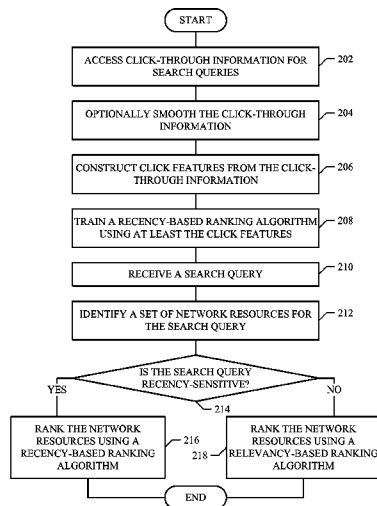 START
ACCESS CLICK-THROUGH INFORMATION FOR
SEARCH QUERIES
202
OPTIONALLY SMOOTH THE CLICK-THROUGH
INFORMATION
204
CONSTRUCT CLICK FEATURES FROM THE CLICK-
THROUGH INFORMATION
206
TRAIN A RECENCY-BASED RANKING ALGORITHM
USING AT LEAST THE CLICK FEATURES
208
RECEIVE A SEARCH QUERY
210
IDENTIFY A SET OF NETWORK RESOURCES FOR
THE SEARCH QUERY
212
IS THE SEARCH QUERY
RECENCY-SENSITIVE?
YES
NO
214
RANK THE NETWORK
RESOURCES USING A
RECENCY-BASED RANKING
ALGORITHM
216
218
RANK THE NETWORK
RESOURCES USING A
RELEVANCY-BASED RANKING
ALGORITHM
END